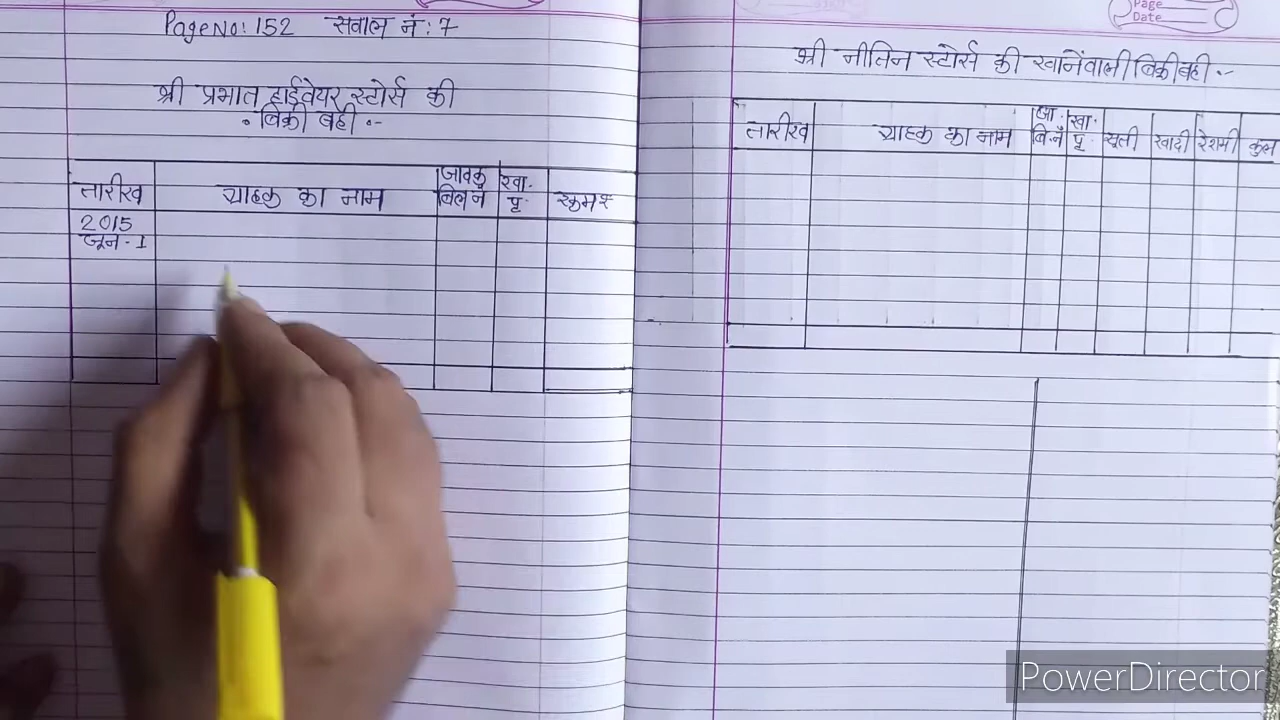 PageNo: 152 सवाल नं : 7
श्री प्रभात हार्डवेयर स्टोर्स की
बिक्री बही :-
तारीख ग्राहक का नाम जावक बिल नं खा. पृ. रकम ₹
2015
जून - 1
Page
Date
श्री नीतिन स्टोर्स की खानेंवाली बिक्रीबही :-
तारीख ग्राहक का नाम जा. बि.नं खा. पृ. सूती खादी रेशमी कुल
PowerDirector